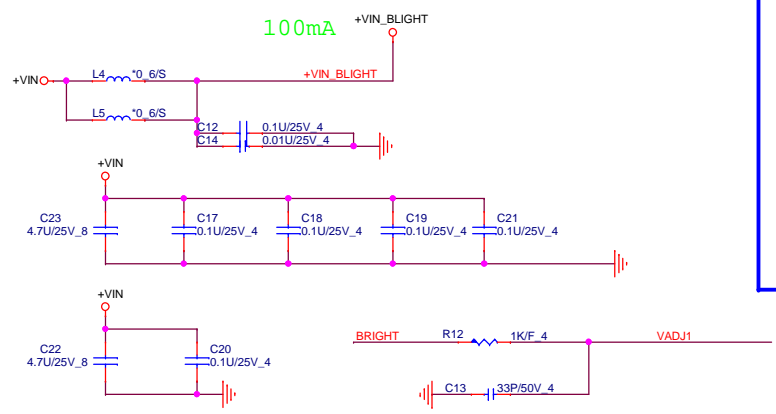 100mA
+VIN_BLIGHT
+VIN
L4 *0_6/S
+VIN_BLIGHT
L5 *0_6/S
C12 0.1U/25V_4
C14 0.01U/25V_4
+VIN
C23 C17 C18 C19 C21
4.7U/25V_8 0.1U/25V_4 0.1U/25V_4 0.1U/25V_4 0.1U/25V_4
+VIN
BRIGHT R12 1K/F_4 VADJ1
C22 C20
4.7U/25V_8 0.1U/25V_4
C13 33P/50V_4